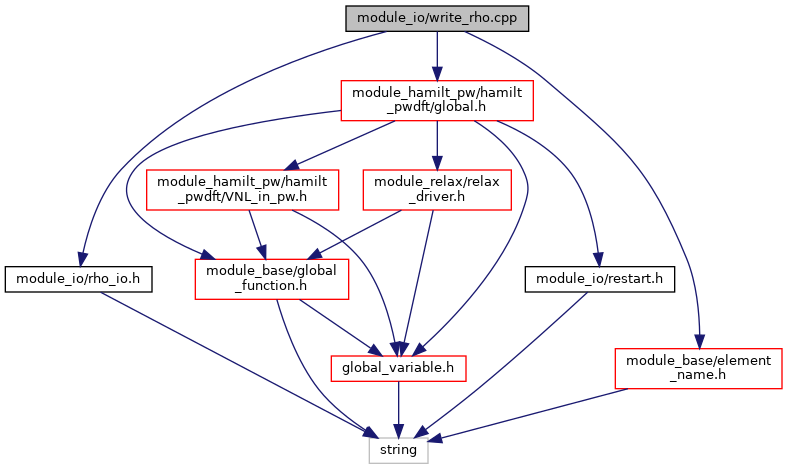 module_io/write_rho.cpp
module_hamilt_pw/hamilt
_pwdft/global.h
module_hamilt_pw/hamilt
_pwdft/VNL_in_pw.h
module_relax/relax
_driver.h
module_io/rho_io.h
module_base/global
_function.h
module_io/restart.h
global_variable.h
module_base/element
_name.h
string